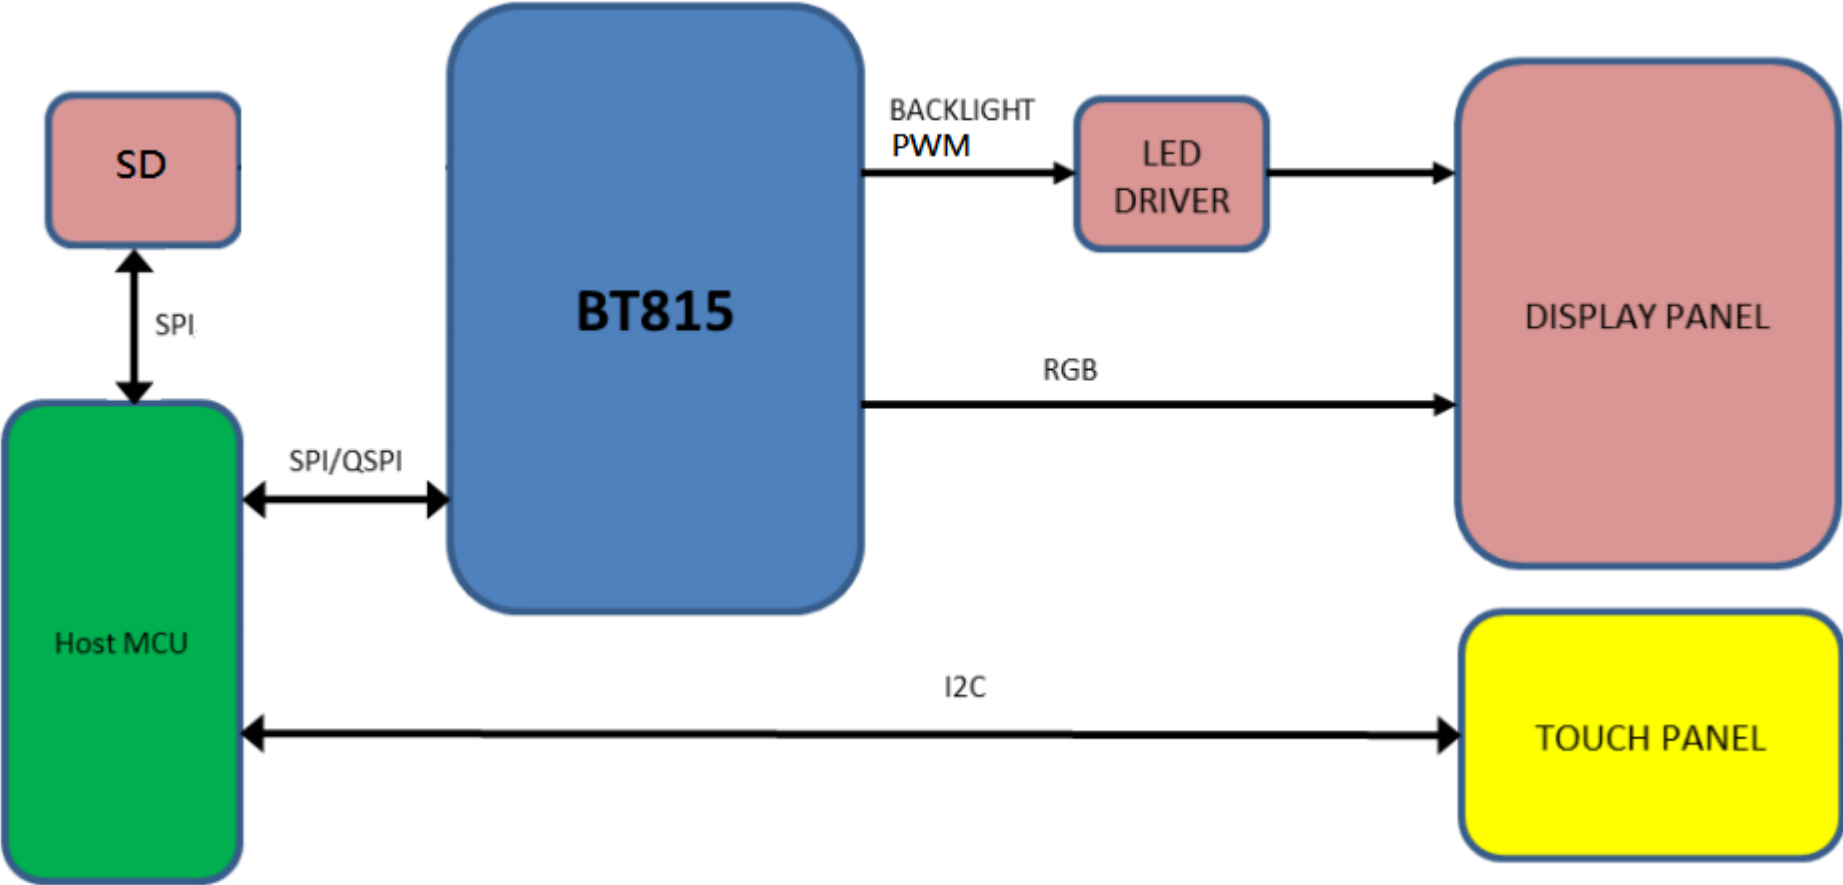 BACKLIGHT
PWM
SD
LED
DRIVER
BT815
DISPLAY PANEL
SPI
RGB
SPI/QSPI
Host MCU
I2C
TOUCH PANEL